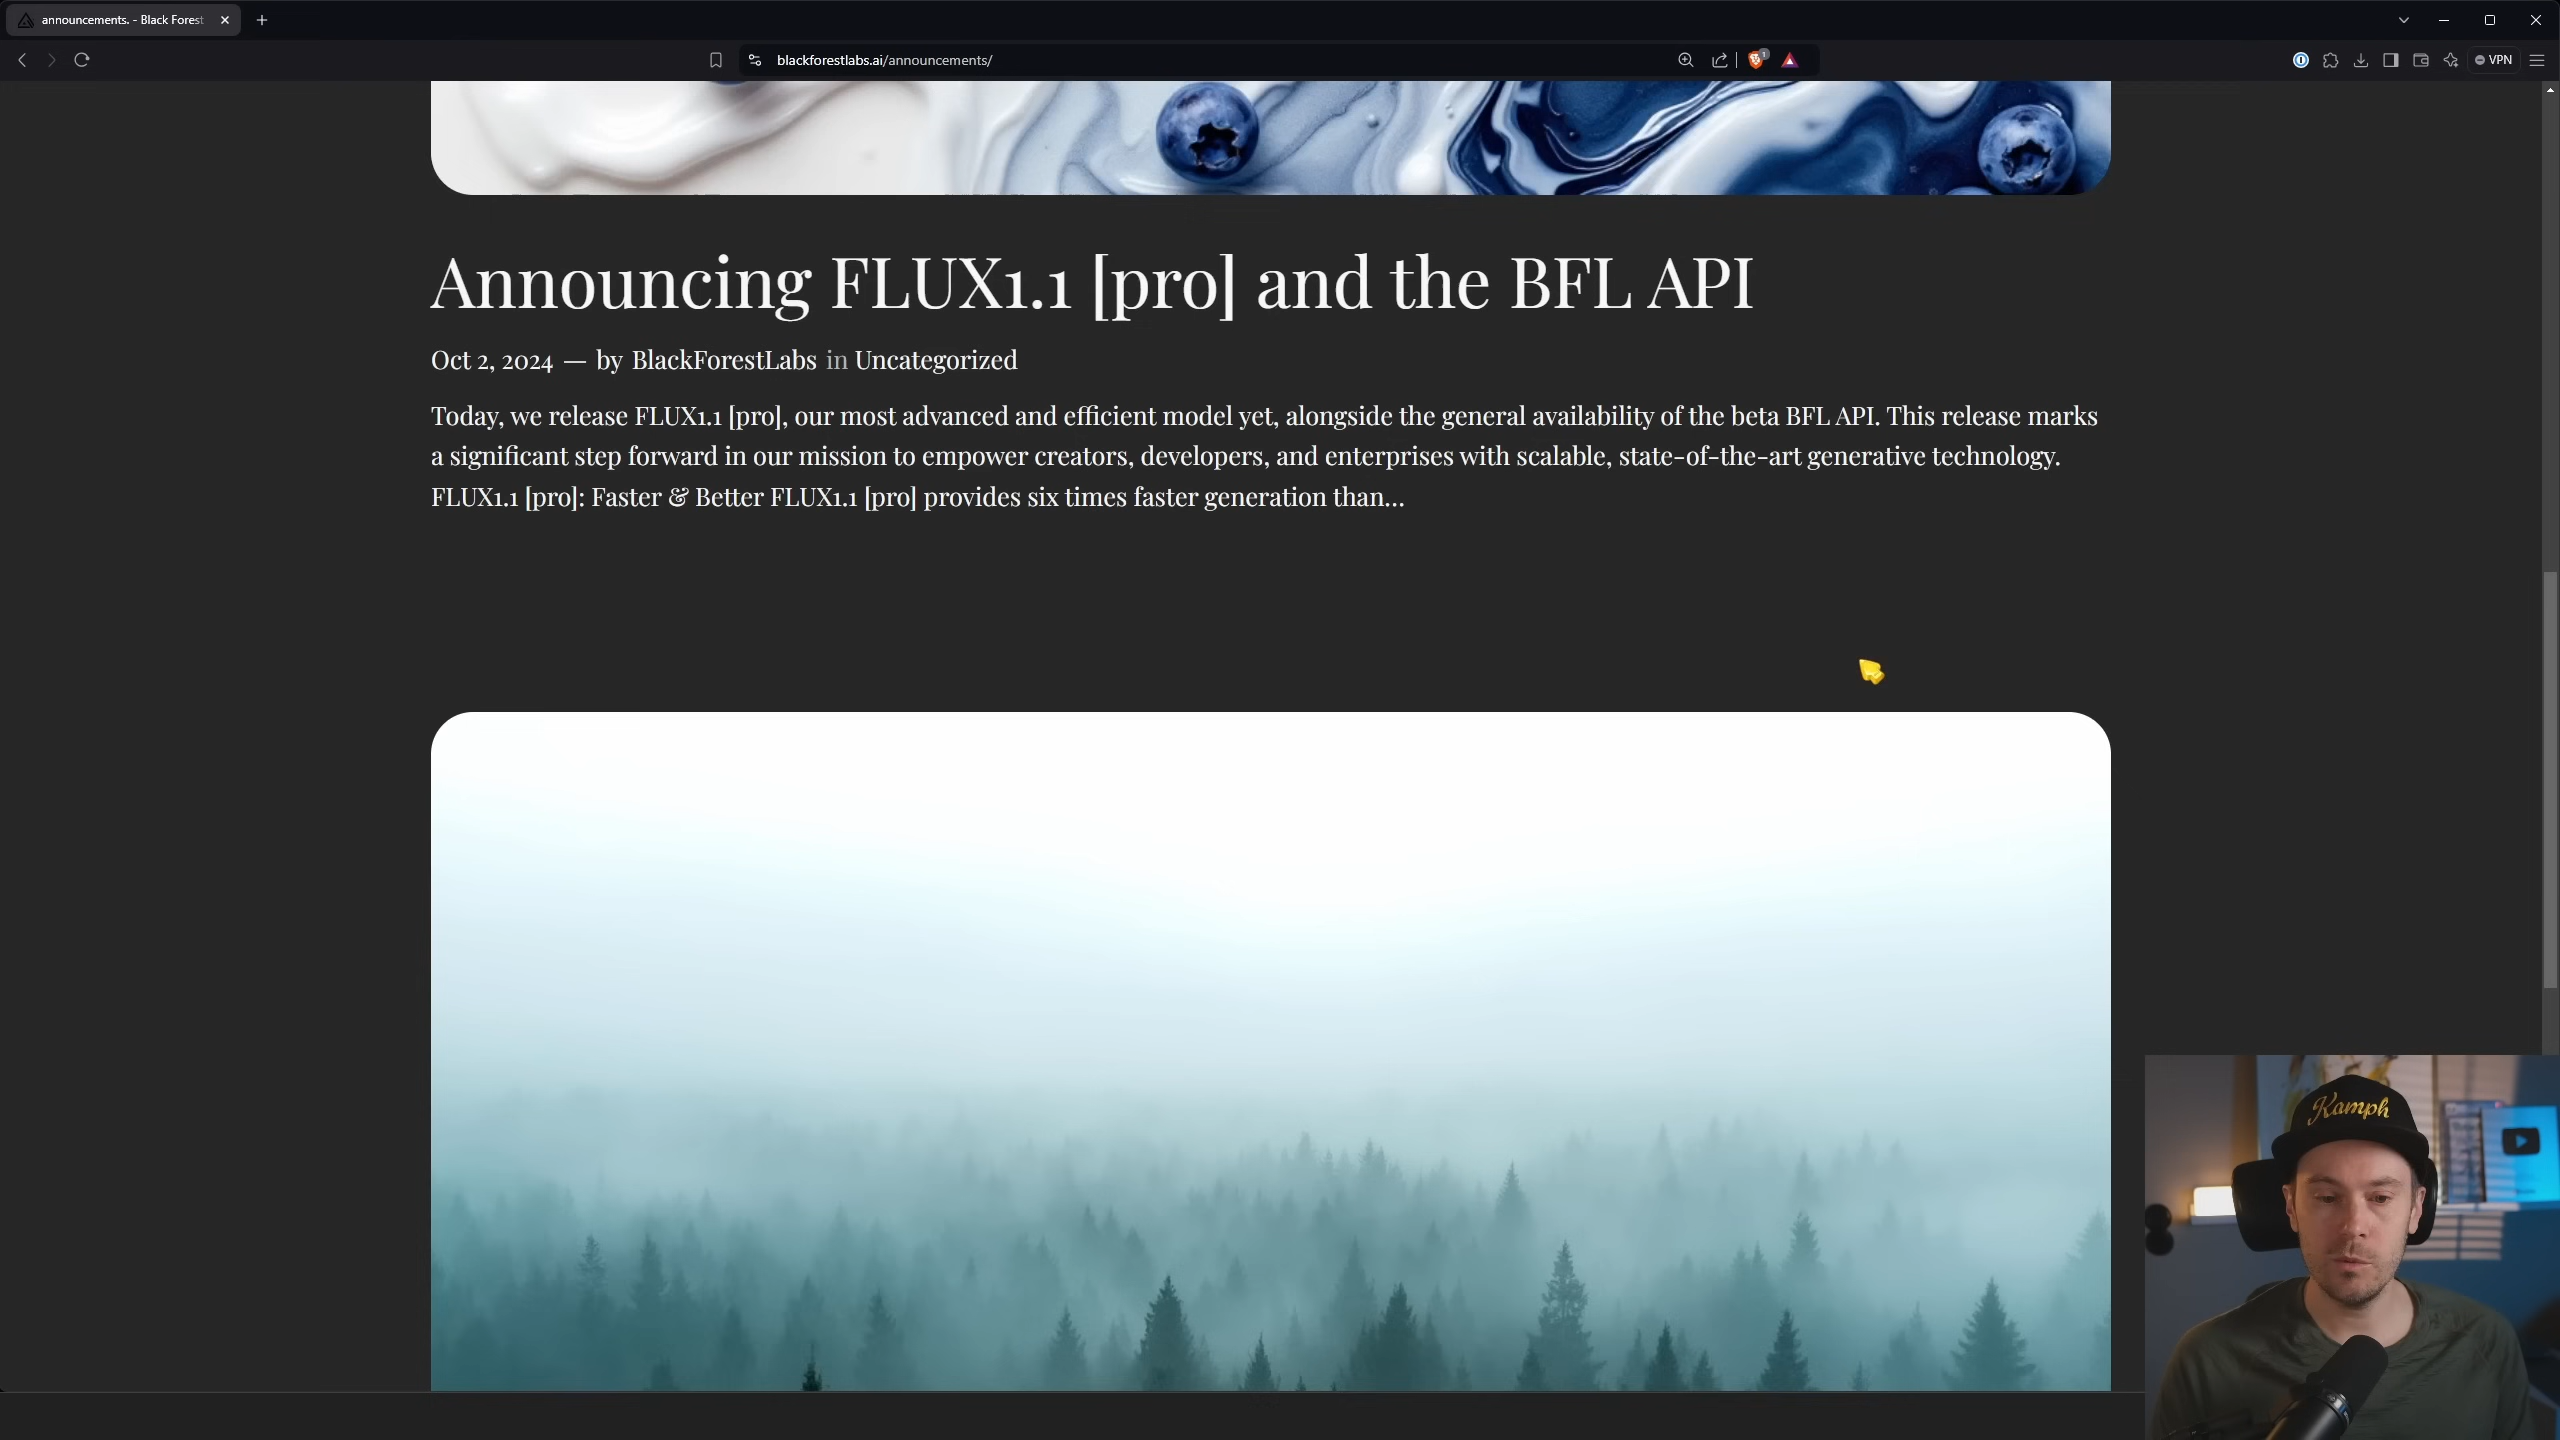 announcements. - Black Forest
blackforestlabs.ai/announcements/
1
VPN
Announcing FLUX1.1 [pro] and the BFL API
Oct 2, 2024 — by BlackForestLabs in Uncategorized
Today, we release FLUX1.1 [pro], our most advanced and efficient model yet, alongside the general availability of the beta BFL API. This release marks
a significant step forward in our mission to empower creators, developers, and enterprises with scalable, state-of-the-art generative technology.
FLUX1.1 [pro]: Faster & Better FLUX1.1 [pro] provides six times faster generation than…
Kamph